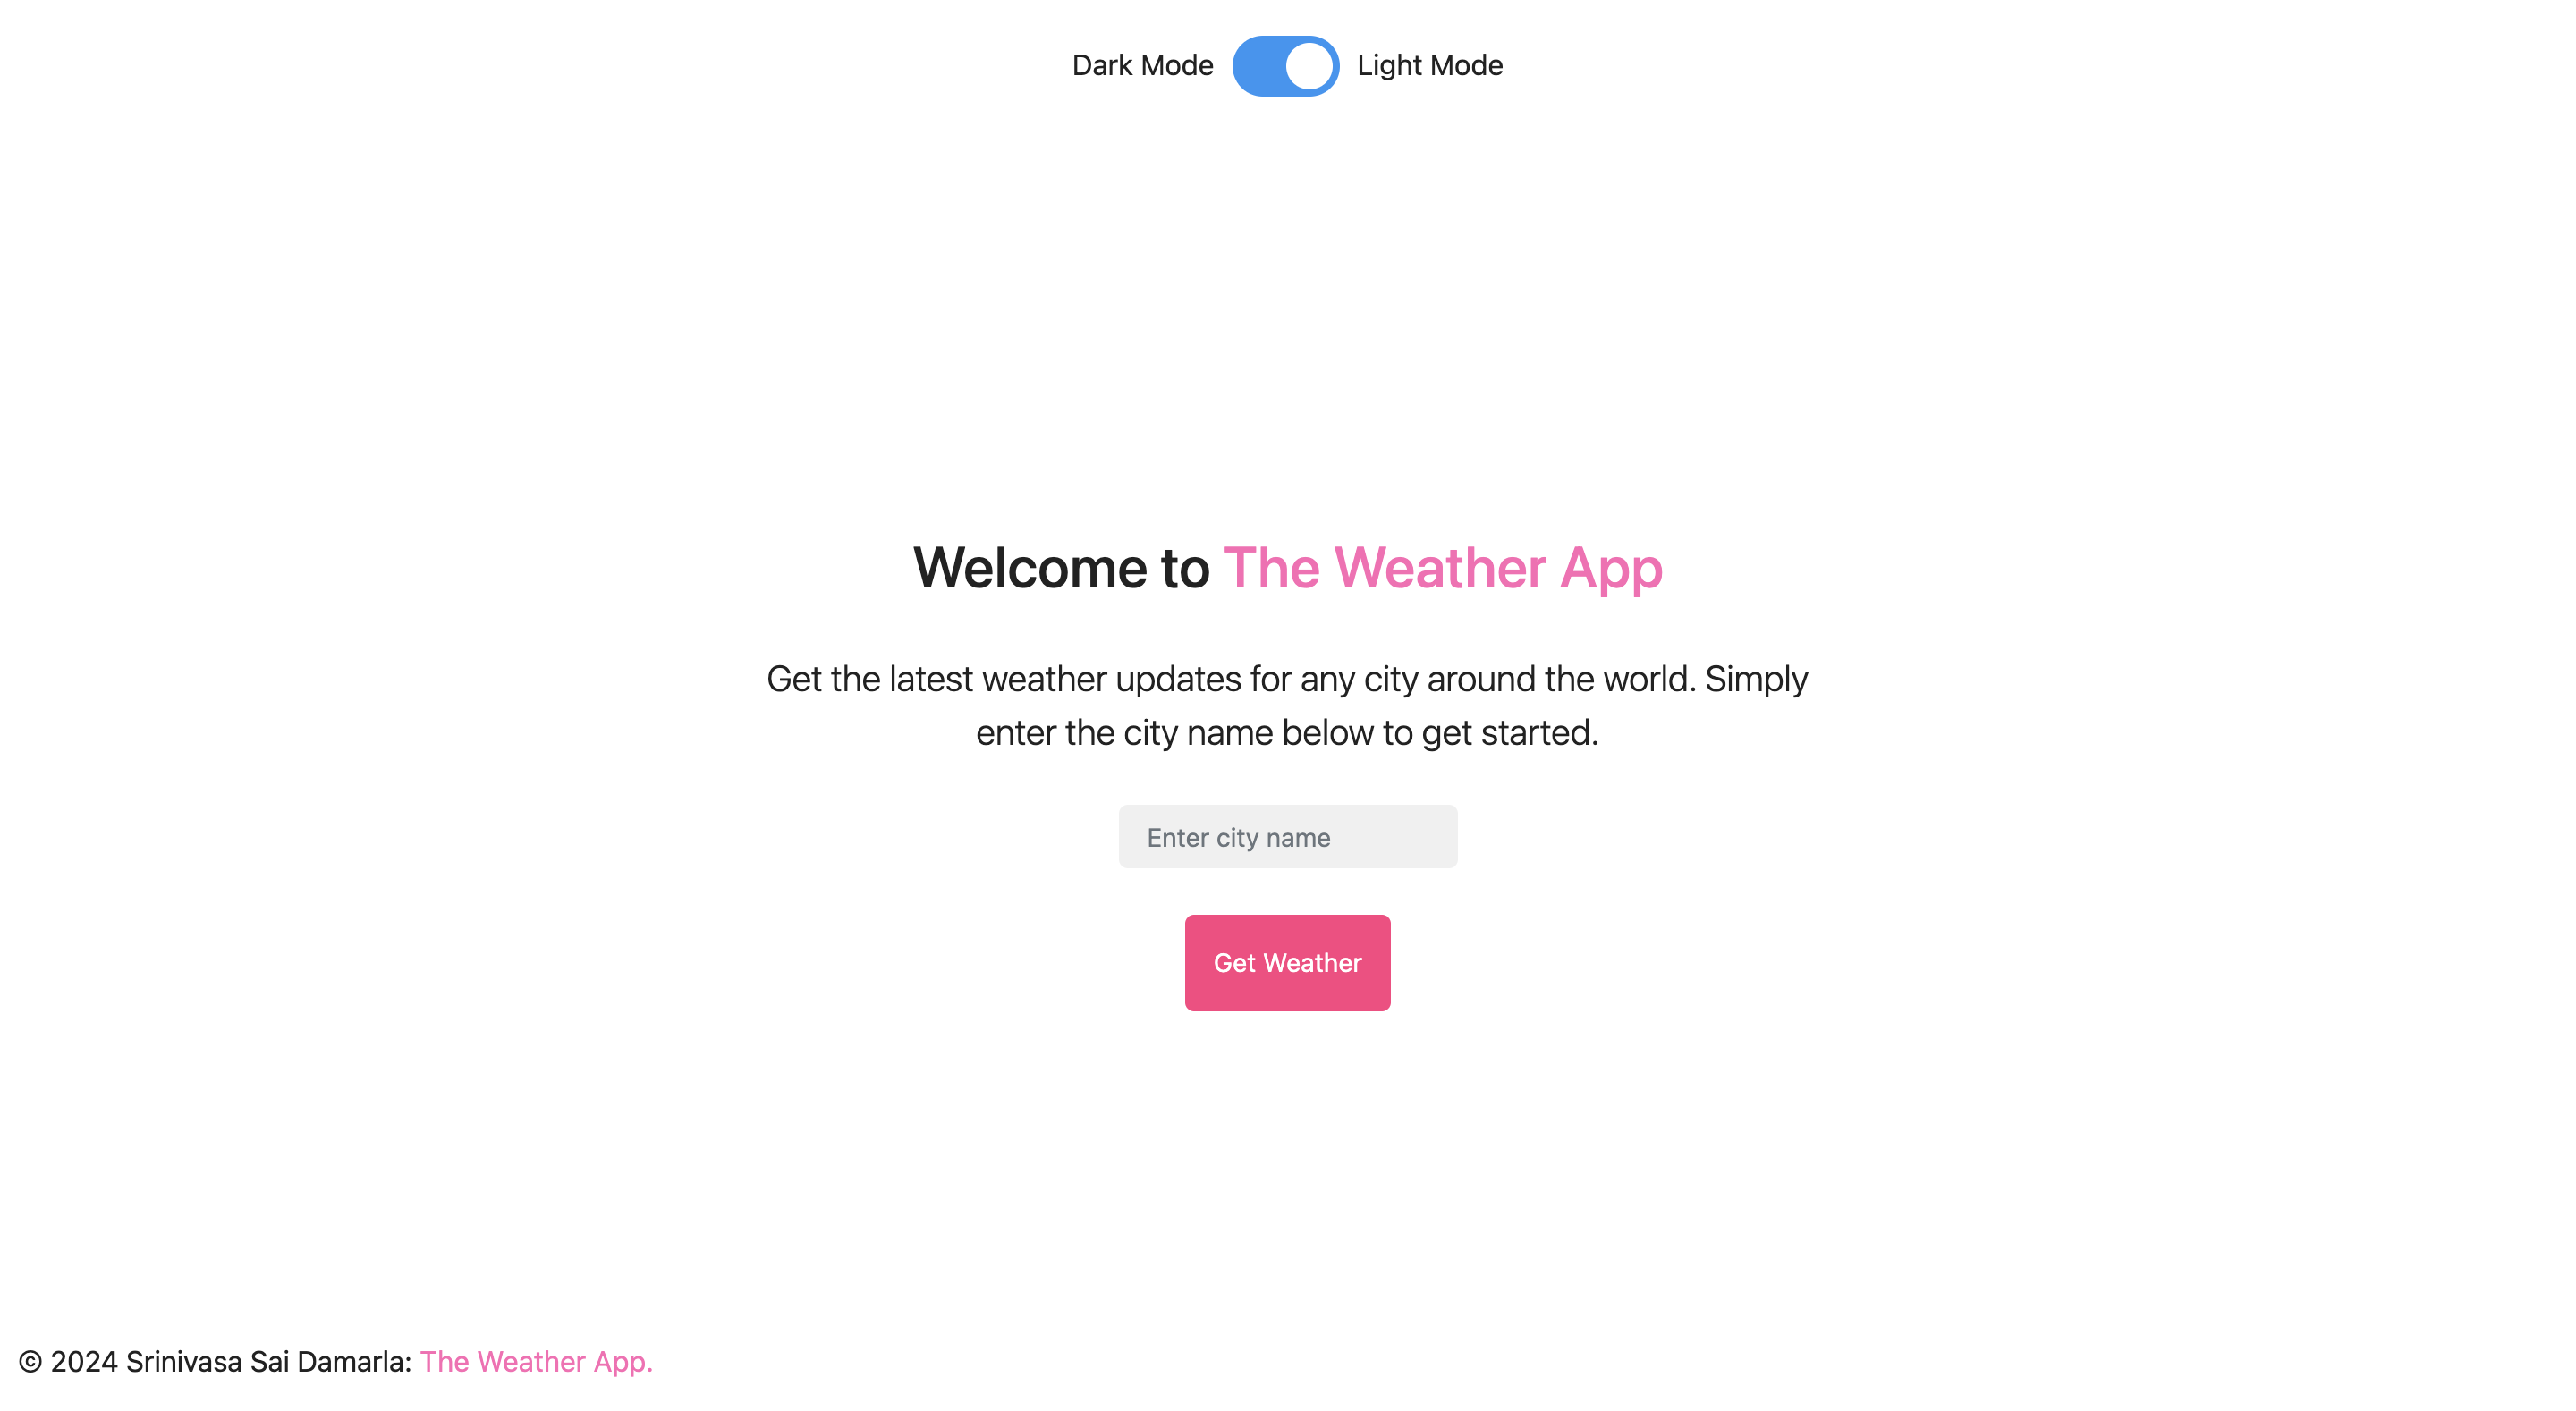 Dark Mode Light Mode
Welcome to The Weather App
Get the latest weather updates for any city around the world. Simply
enter the city name below to get started.
Enter city name
Get Weather
© 2024 Srinivasa Sai Damarla: The Weather App.